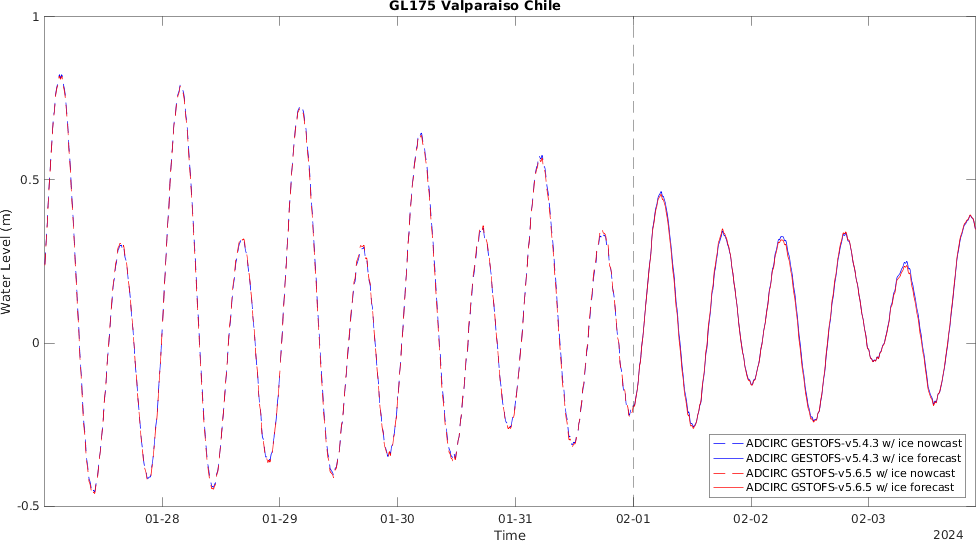 GL175 Valparaiso Chile
1
0.5
0
-0.5
Water Level (m)
01-28
01-29
01-30
01-31
02-01
02-02
02-03
Time
2024
ADCIRC GESTOFS-v5.4.3 w/ ice nowcast
ADCIRC GESTOFS-v5.4.3 w/ ice forecast
ADCIRC GSTOFS-v5.6.5 w/ ice nowcast
ADCIRC GSTOFS-v5.6.5 w/ ice forecast